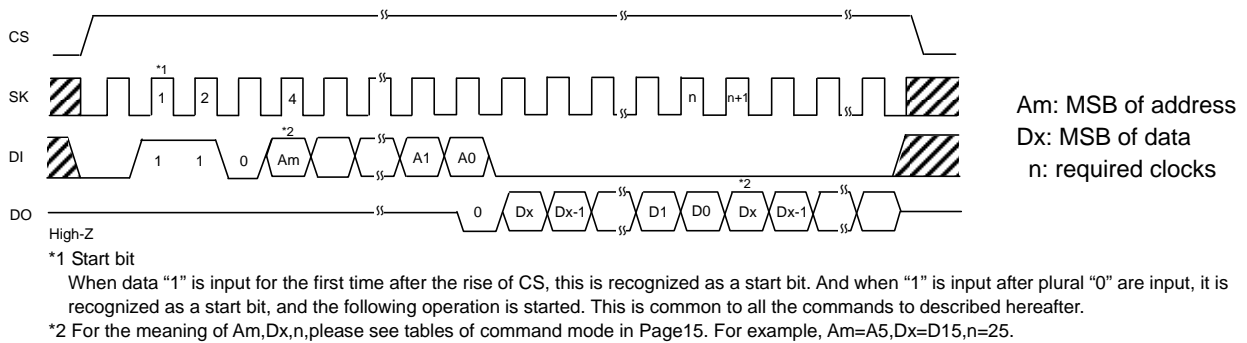 CS
*1
SK 1 2 4 n n+1
*2
DI 1 1 0 Am A1 A0
*2
DO 0 Dx Dx-1 D1 D0 Dx Dx-1
High-Z
Am: MSB of address
Dx: MSB of data
n: required clocks
*1 Start bit
When data “1” is input for the first time after the rise of CS, this is recognized as a start bit. And when “1” is input after plural “0” are input, it is
recognized as a start bit, and the following operation is started. This is common to all the commands to described hereafter.
*2 For the meaning of Am,Dx,n,please see tables of command mode in Page15. For example, Am=A5,Dx=D15,n=25.